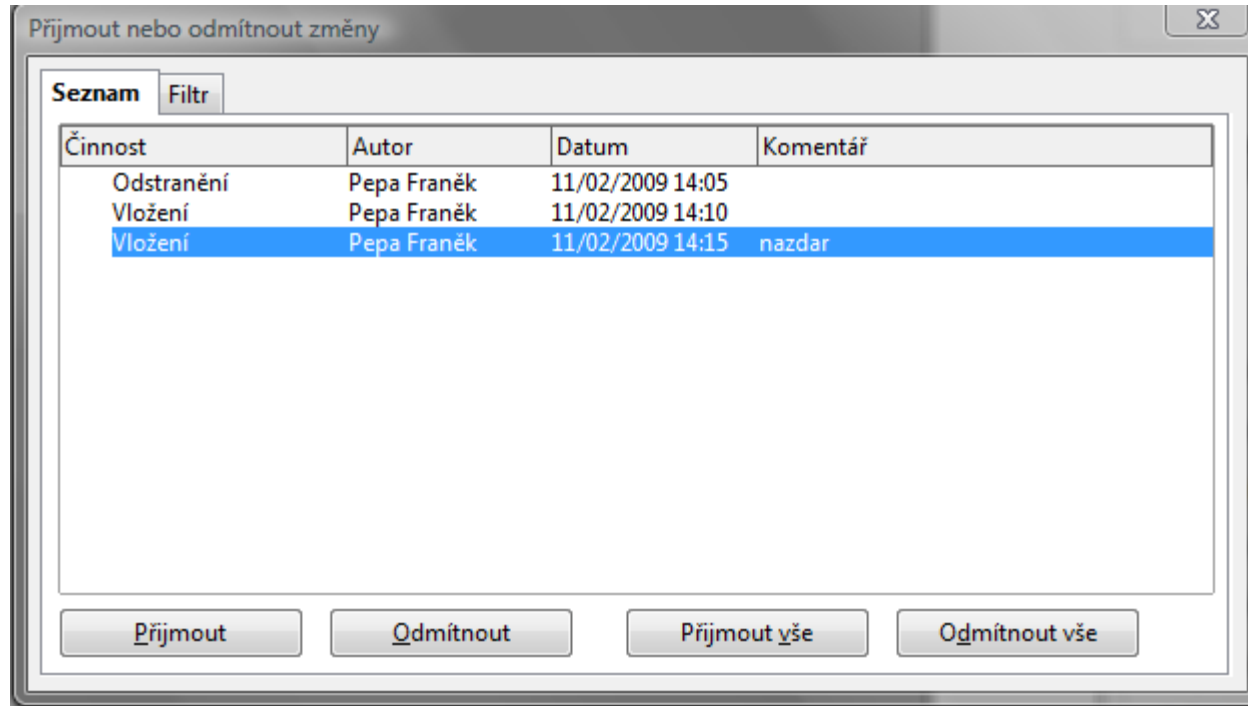 Přijmout nebo odmítnout změny
Seznam Filtr
Činnost Autor Datum Komentář
Odstranění Pepa Franěk 11/02/2009 14:05
Vložení Pepa Franěk 11/02/2009 14:10
Vložení Pepa Franěk 11/02/2009 14:15 nazdar
Přijmout Odmítnout Přijmout vše Odmítnout vše